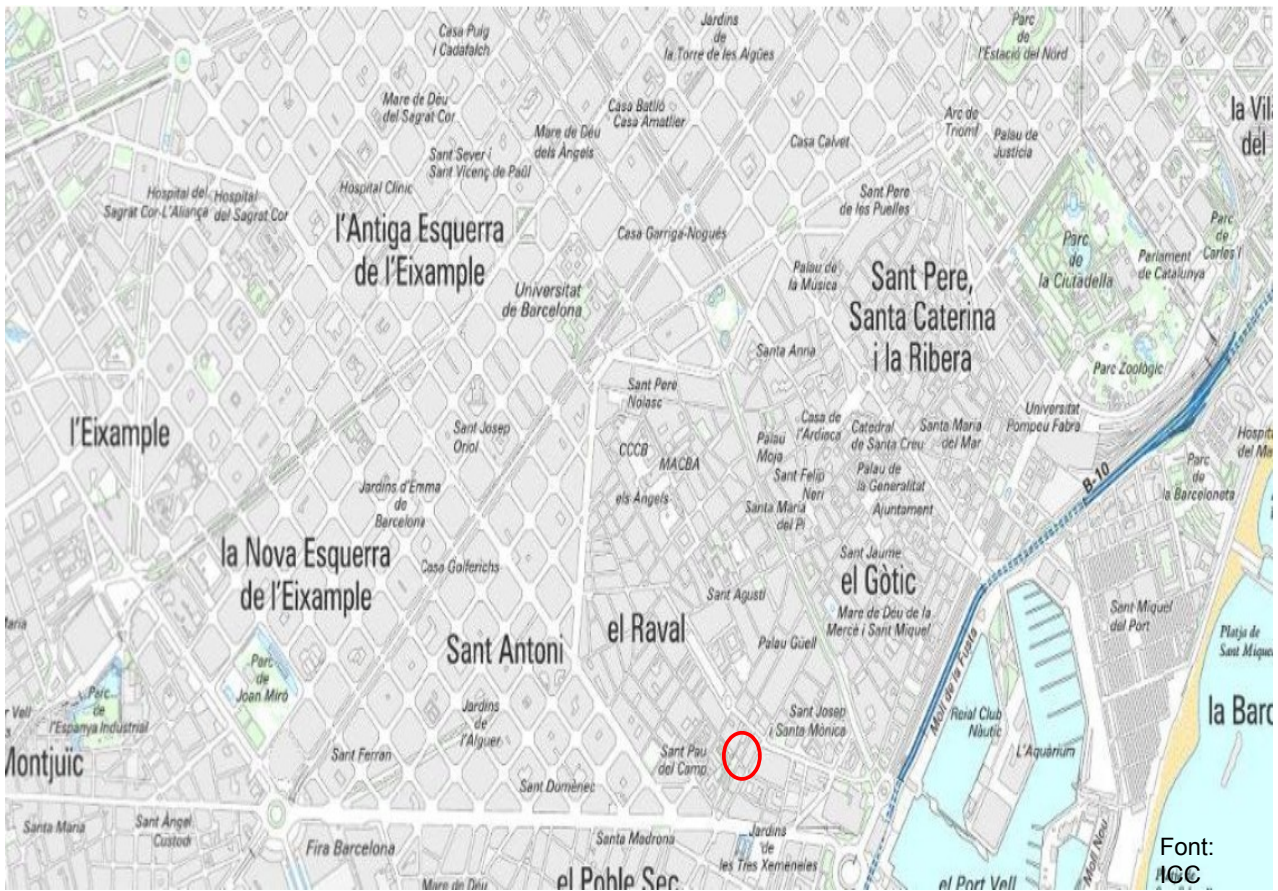 Casa Puig
i Cadafalch
Jardins
de
la Torre de les Aigües
Parc
de
l'Estació del Nord
Mare de Déu
del Sagrat Cor
Casa Batlló
Casa Amatller
Arc de
Triomf
Palau de
Justícia
la Vila
del
Mare de Déu
dels Àngels
Casa Calvet
Sant Sever i
Sant Vicenç de Paül
Hospital del
Sagrat Cor-L'Aliança
Hospital
del Sagrat Cor
Hospital Clínic
Sant Pere
de les Puelles
l'Antiga Esquerra
de l'Eixample
Casa Garriga-Nogués
Parc
de
la Ciutadella
Parlament
de Catalunya
Parc
de
Carles I
Universitat
de Barcelona
Palau de
la Música
Sant Pere,
Santa Caterina
i la Ribera
Santa Anna
Parc Zoològic
Sant Pere
Nolasc
l'Eixample
Sant Josep
Oriol
CCCB
MACBA
Palau
Moja
Casa de
l'Ardiaca
Catedral
de Santa Creu
Santa Maria
del Mar
Universitat
Pompeu Fabra
Hospita
del Ma
Jardins d'Emma
de
Barcelona
els Àngels
Sant Felip
Neri
Palau de
la Generalitat
B-10
Parc
de
la Barceloneta
Santa Maria
del Pi
Ajuntament
la Nova Esquerra
de l'Eixample
Casa Golferichs
Sant Jaume
el Gòtic
Sant Agustí
Mare de Déu de la
Mercè i Sant Miquel
Sant Miquel
del Port
el Raval
Sant Antoni
Palau Güell
Moll de la Fusta
Platja de
Sant Miquel
Parc
de
Joan Miró
Parc
de
l'Espanya Industrial
Jardins
de
l'Alguer
Sant Josep
i Santa Mònica
Reial Club
Nàutic
L'Aquàrium
la Barc
Montjuïc
Sant Ferran
Sant Pau
del Camp
Sant Domènec
Santa Maria
Sant Àngel
Custodi
Fira Barcelona
Santa Madrona
Jardins
de
les Tres Xemeneies
Moll Nou
Mare de Déu
el Poble Sec
el Port Vell
Font:
ICC